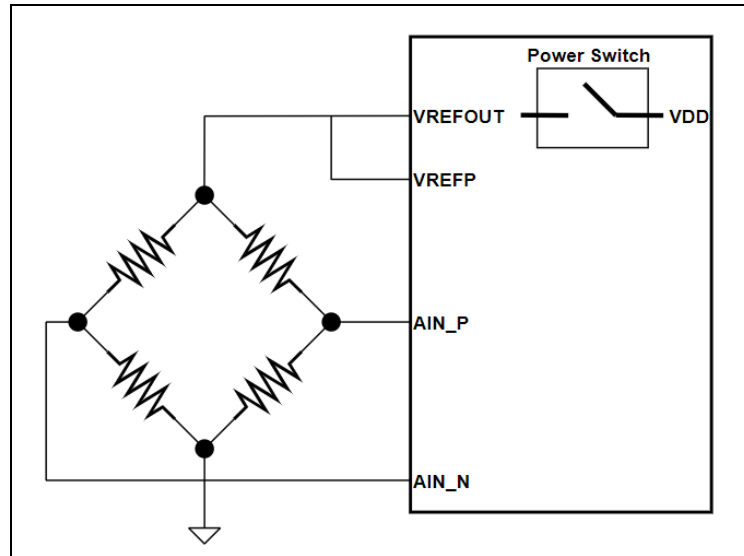 Power Switch
VREFOUT
VDD
VREFP
AIN_P
AIN_N